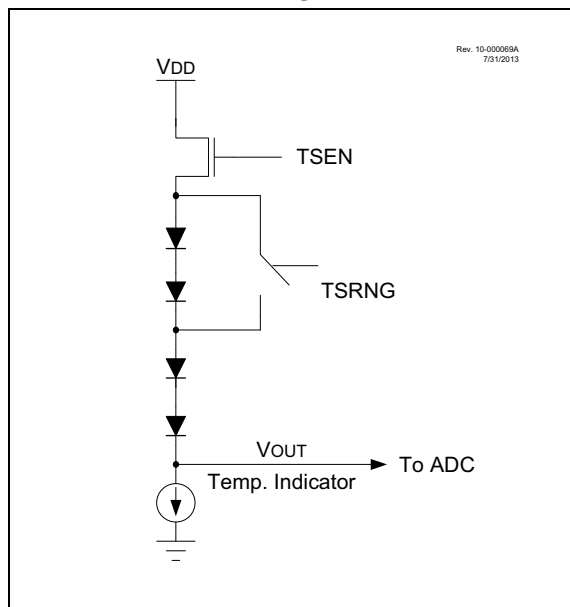 Rev. 10-000069A
7/31/2013
VDD
TSEN
TSRNG
VOUT
To ADC
Temp. Indicator